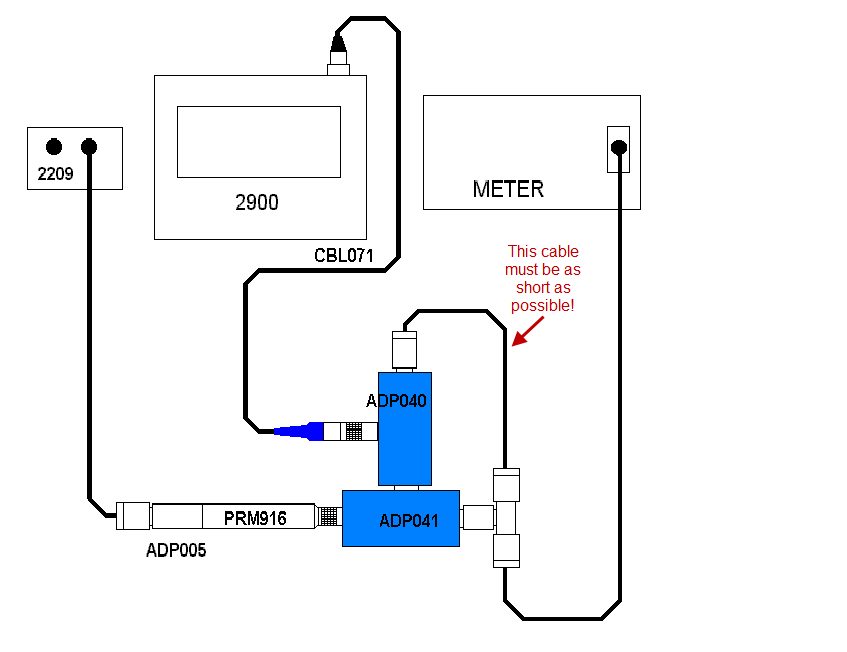 2209
2900
METER
CBL071
This cable
must be as
short as
possible!
ADP040
PRM916
ADP041
ADP005